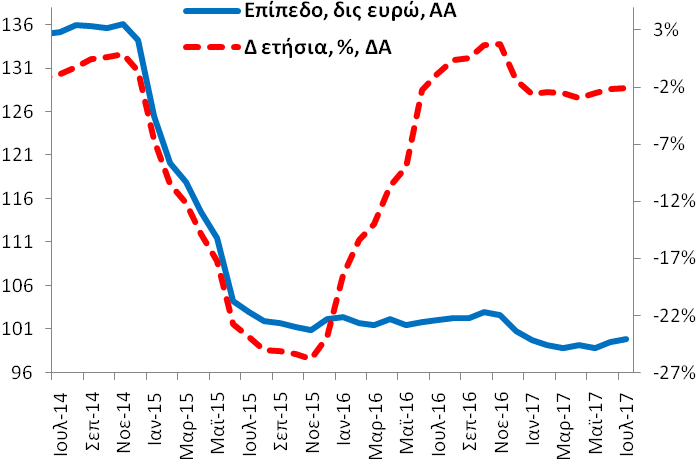 Επίπεδο, δις ευρώ, ΑΑ
Δ ετήσια, %, ΔΑ
136
131
126
121
116
111
106
101
96
3%
-2%
-7%
-12%
-17%
-22%
-27%
Ιουλ-14
Σεπ-14
Νοε-14
Ιαν-15
Μαρ-15
Μαϊ-15
Ιουλ-15
Σεπ-15
Νοε-15
Ιαν-16
Μαρ-16
Μαϊ-16
Ιουλ-16
Σεπ-16
Νοε-16
Ιαν-17
Μαρ-17
Μαϊ-17
Ιουλ-17